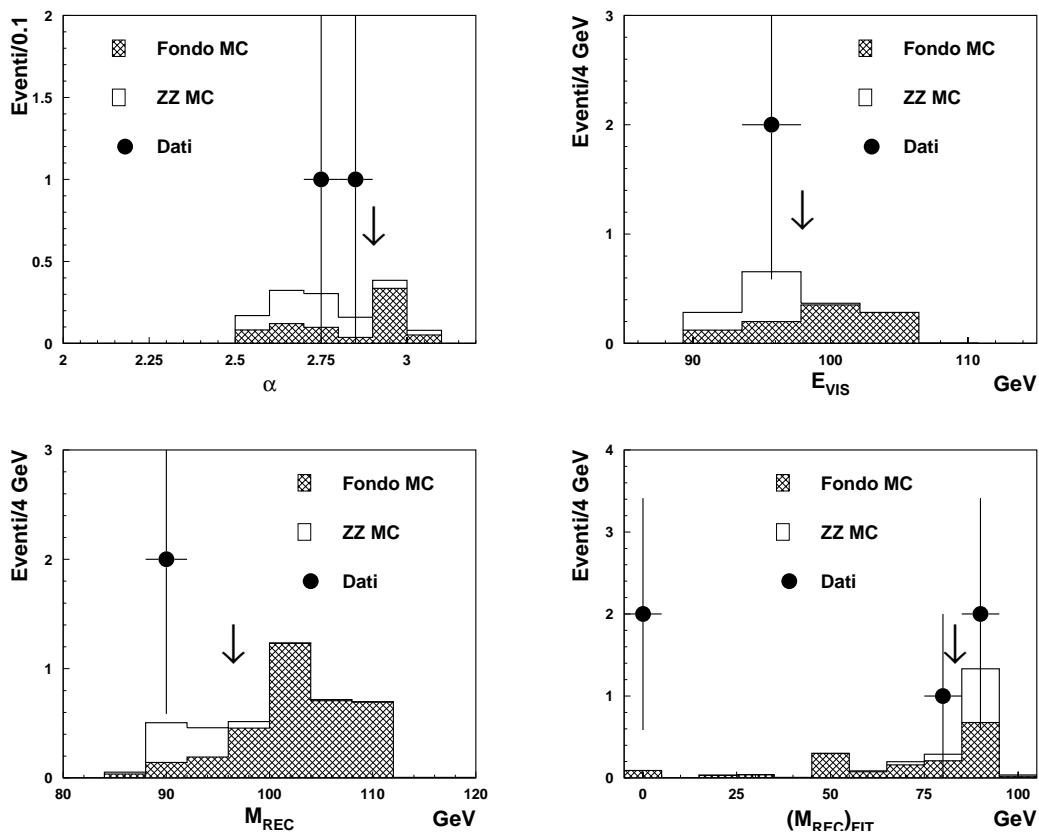 Eventi/0.1
2
1.5
1
0.5
0
Fondo MC
ZZ MC
Dati
2
2.25
2.5
2.75
3
α
Eventi/4 GeV
3
2
1
0
Fondo MC
ZZ MC
Dati
90
100
110
E_VIS
GeV
Eventi/4 GeV
3
2
1
0
Fondo MC
ZZ MC
Dati
80
90
100
110
120
M_REC
GeV
Eventi/4 GeV
4
3
2
1
0
Fondo MC
ZZ MC
Dati
0
25
50
75
100
(M_REC)_FIT
GeV